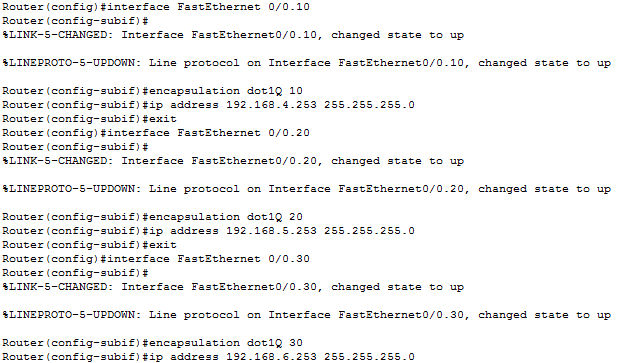 Router(config)#interface FastEthernet 0/0.10
Router(config-subif)#
%LINK-5-CHANGED: Interface FastEthernet0/0.10, changed state to up
%LINEPROTO-5-UPDOWN: Line protocol on Interface FastEthernet0/0.10, changed state to up
Router(config-subif)#encapsulation dot1Q 10
Router(config-subif)#ip address 192.168.4.253 255.255.255.0
Router(config-subif)#exit
Router(config)#interface FastEthernet 0/0.20
Router(config-subif)#
%LINK-5-CHANGED: Interface FastEthernet0/0.20, changed state to up
%LINEPROTO-5-UPDOWN: Line protocol on Interface FastEthernet0/0.20, changed state to up
Router(config-subif)#encapsulation dot1Q 20
Router(config-subif)#ip address 192.168.5.253 255.255.255.0
Router(config-subif)#exit
Router(config)#interface FastEthernet 0/0.30
Router(config-subif)#
%LINK-5-CHANGED: Interface FastEthernet0/0.30, changed state to up
%LINEPROTO-5-UPDOWN: Line protocol on Interface FastEthernet0/0.30, changed state to up
Router(config-subif)#encapsulation dot1Q 30
Router(config-subif)#ip address 192.168.6.253 255.255.255.0